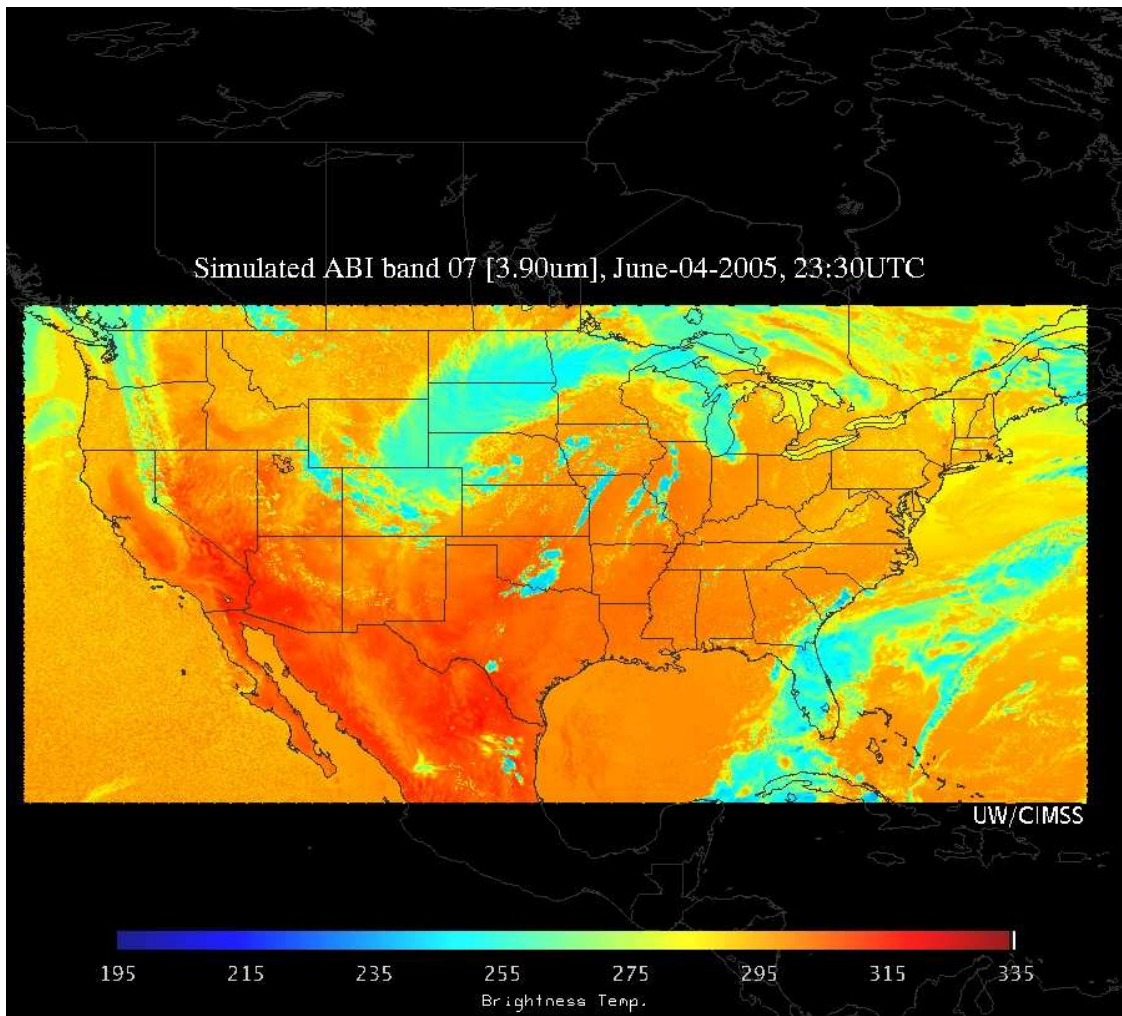 Simulated ABI band 07 [3.90um], June-04-2005, 23:30UTC
UW/CIMSS
195 215 235 255 275 295 315 335
Brightness Temp.